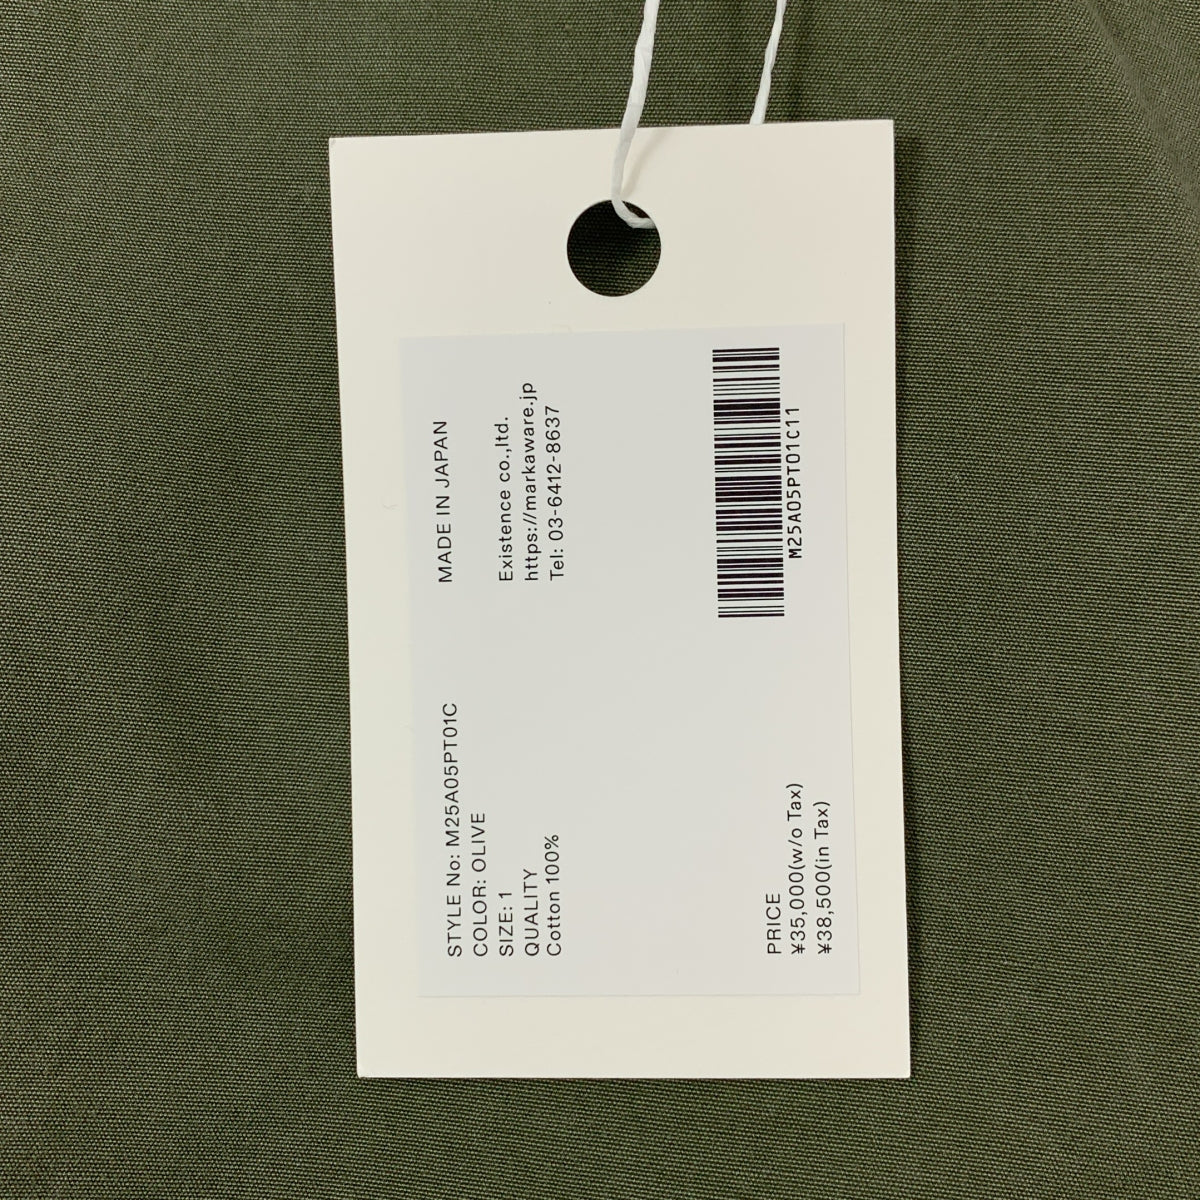 STYLE No: M25A05PT01C
COLOR: OLIVE
SIZE: 1
QUALITY
Cotton 100%
MADE IN JAPAN
Existence co.,ltd.
https://markaware.jp
Tel: 03-6412-8637
PRICE
¥35,000(w/o Tax)
¥38,500(in Tax)
M25A05PT01C11